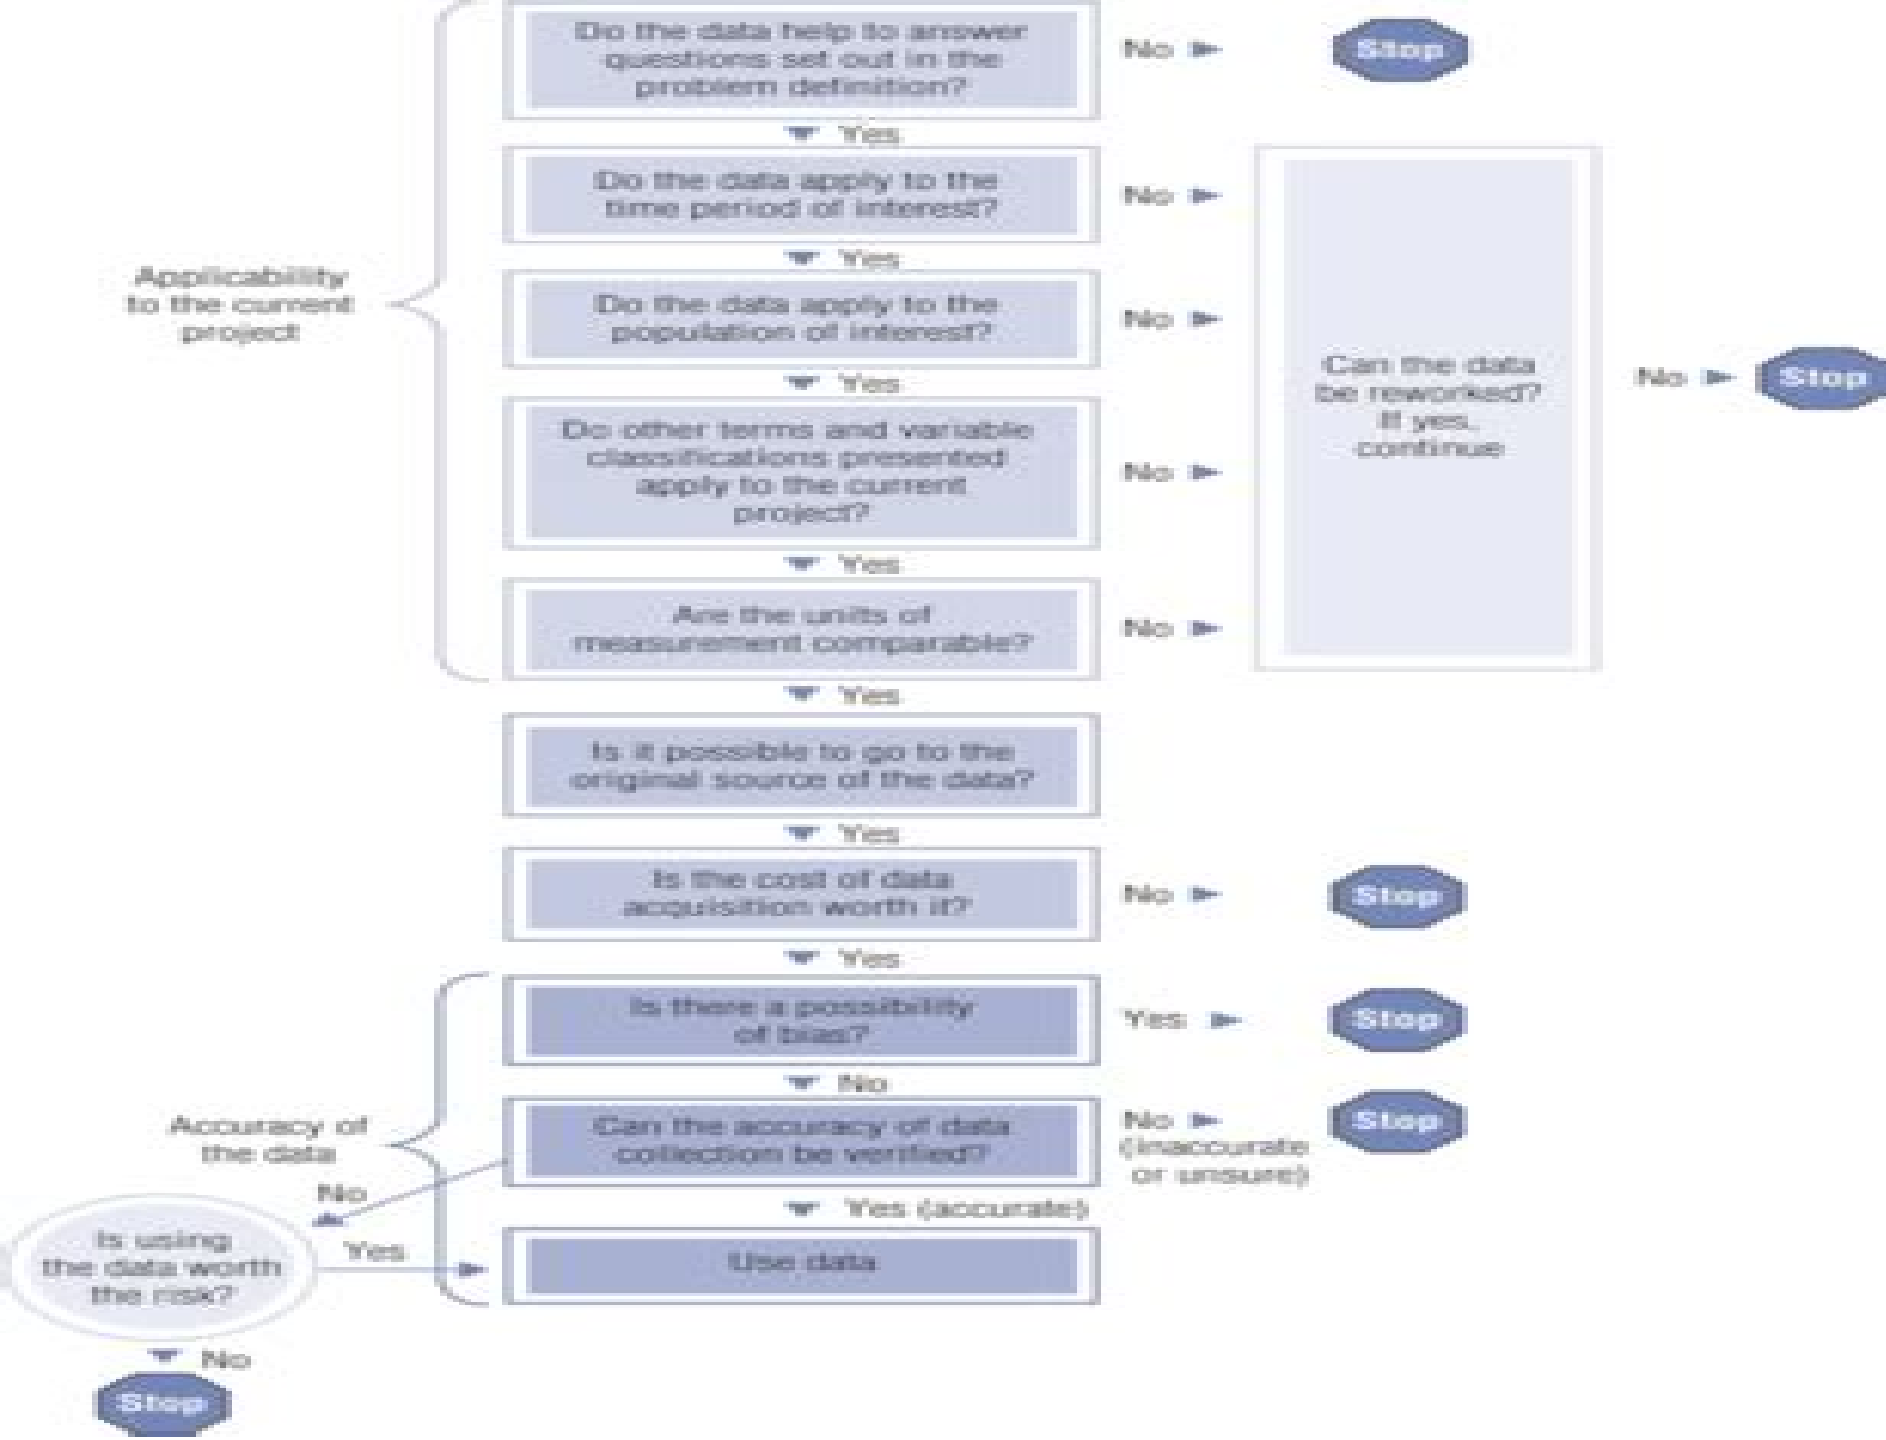 Do the data help to answer
questions set out in the
problem definition?
No
Stop
Yes
Do the data apply to the
time period of interest?
No
Yes
Applicability
to the current
project
Do the data apply to the
population of interest?
No
Can the data
be reworked?
If yes,
continue
No
Stop
Yes
Do other terms and variable
classifications presented
apply to the current
project?
No
Yes
Are the units of
measurement comparable?
No
Yes
Is it possible to go to the
original source of the data?
Yes
Is the cost of data
acquisition worth it?
No
Stop
Yes
Is there a possibility
of bias?
Yes
Stop
No
Accuracy of
the data
Can the accuracy of data
collection be verified?
No
(inaccurate
or unsure)
Stop
No
Yes (accurate)
Is using
the data worth
the risk?
Yes
Use data
No
Stop